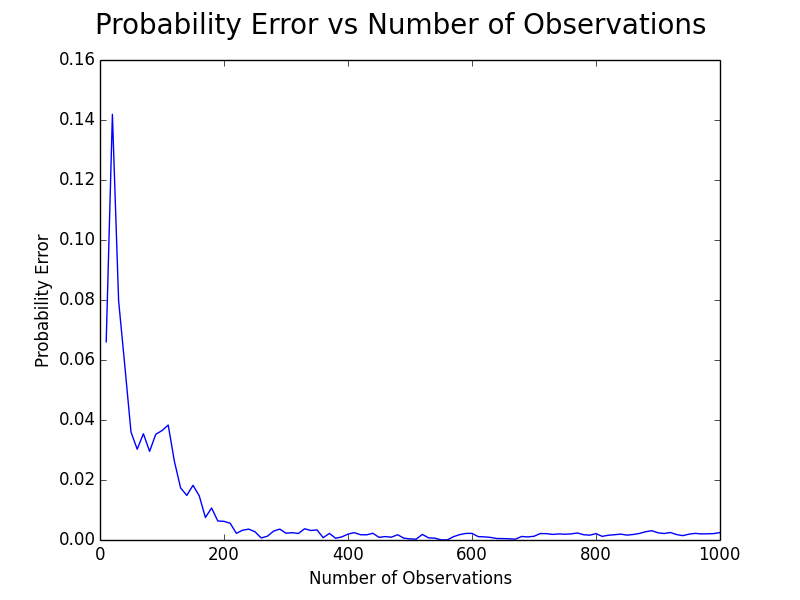 Probability Error vs Number of Observations
0.16
0.14
0.12
0.10
0.08
0.06
0.04
0.02
0.00
Probability Error
0 200 400 600 800 1000
Number of Observations